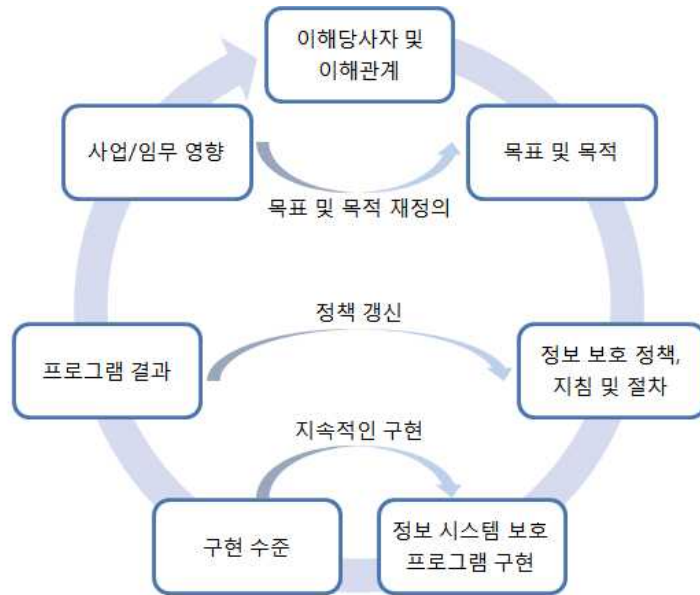 이해당사자 및
이해관계
사업/임무 영향
목표 및 목적
목표 및 목적 재정의
정책 갱신
프로그램 결과
정보 보호 정책,
지침 및 절차
지속적인 구현
구현 수준
정보 시스템 보호
프로그램 구현